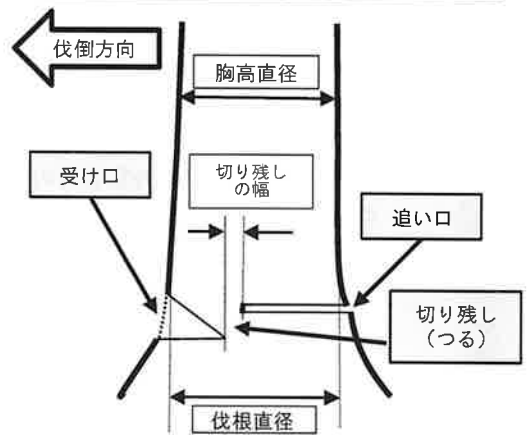 伐倒方向
胸高直径
切り残し
の幅
受け口
追い口
切り残し
（つる）
伐根直径